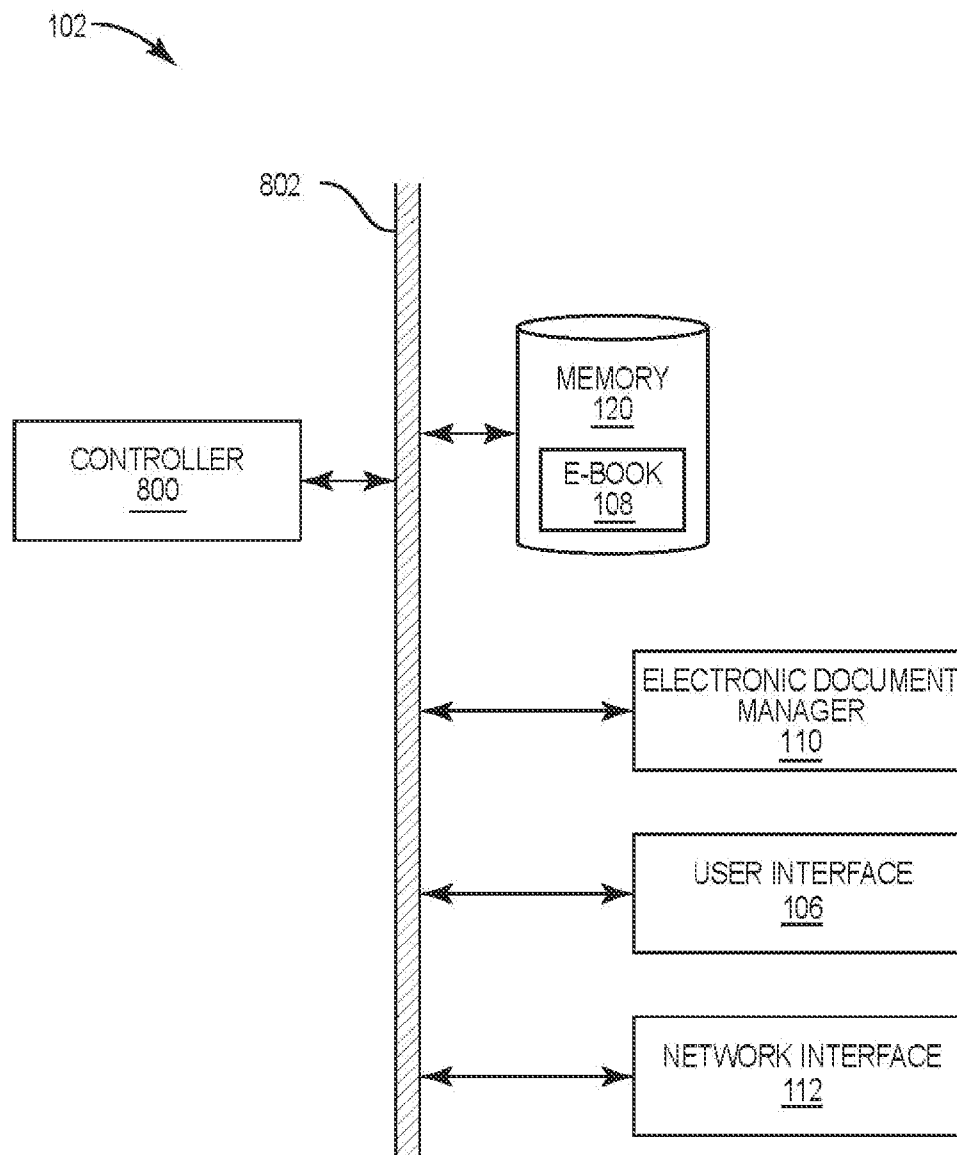 102
802
MEMORY
120
CONTROLLER
800
E-BOOK
108
ELECTRONIC DOCUMENT
MANAGER
110
USER INTERFACE
106
NETWORK INTERFACE
112